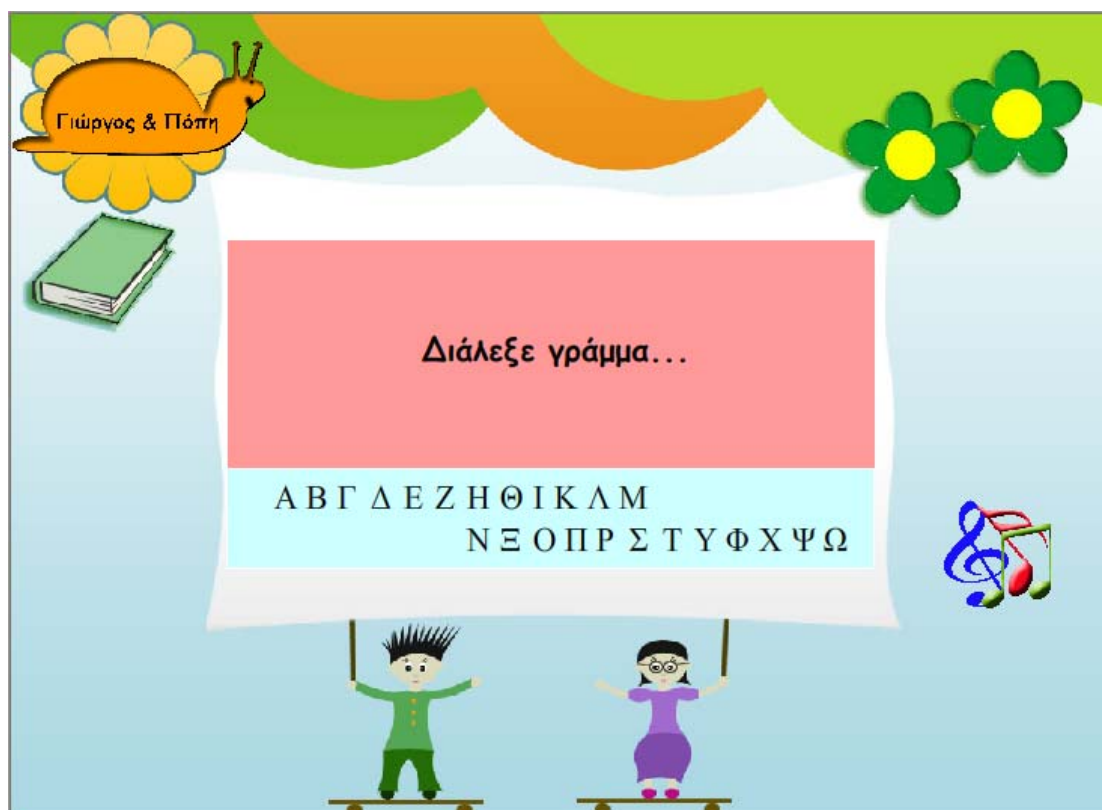 Γιώργος & Πόπη
Διάλεξε γράμμα...
Α Β Γ Δ Ε Ζ Η Θ Ι Κ Λ Μ
Ν Ξ Ο Π Ρ Σ Τ Υ Φ Χ Ψ Ω